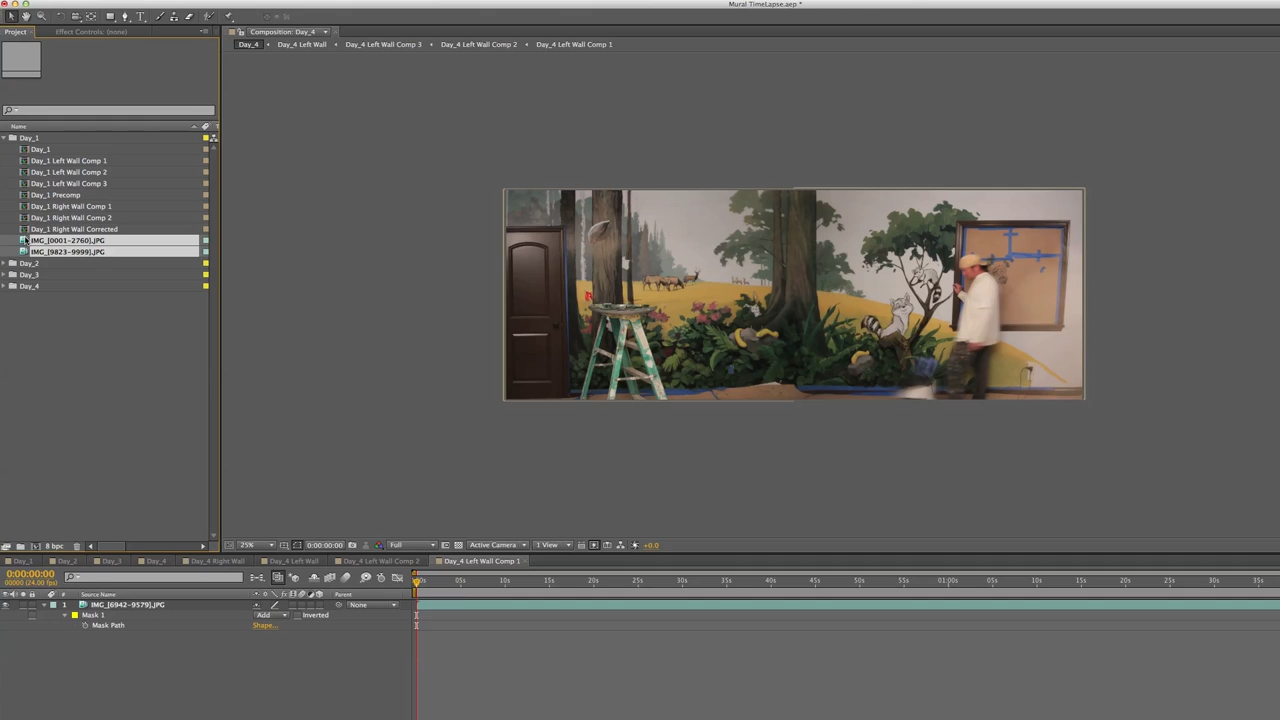 Mural TimeLapse.aep *
Project
Effect Controls: (none)
Composition: Day_4
Day_4
Day_4 Left Wall
Day_4 Left Wall Comp 3
Day_4 Left Wall Comp 2
Day_4 Left Wall Comp 1
Name
Day_1
Day_1
Day_1 Left Wall Comp 1
Day_1 Left Wall Comp 2
Day_1 Left Wall Comp 3
Day_1 Precomp
Day_1 Right Wall Comp 1
Day_1 Right Wall Comp 2
Day_1 Right Wall Corrected
IMG_[0001-2760].JPG
IMG_[9823-9999].JPG
Day_2
Day_3
Day_4
8 bpc
25%
0:00:00:00
Full
Active Camera
1 View
+0.0
Day_1
Day_2
Day_3
Day_4
Day_4 Right Wall
Day_4 Left Wall
Day_4 Left Wall Comp 2
Day_4 Left Wall Comp 1
0:00:00:00
00000 (24.00 fps)
05s
10s
15s
20s
25s
30s
35s
40s
45s
50s
55s
01:00s
05s
10s
15s
20s
25s
30s
35s
# Source Name
Parent
1 IMG_[6942-9579].JPG
None
Mask 1
Add
Inverted
Mask Path
Shape...